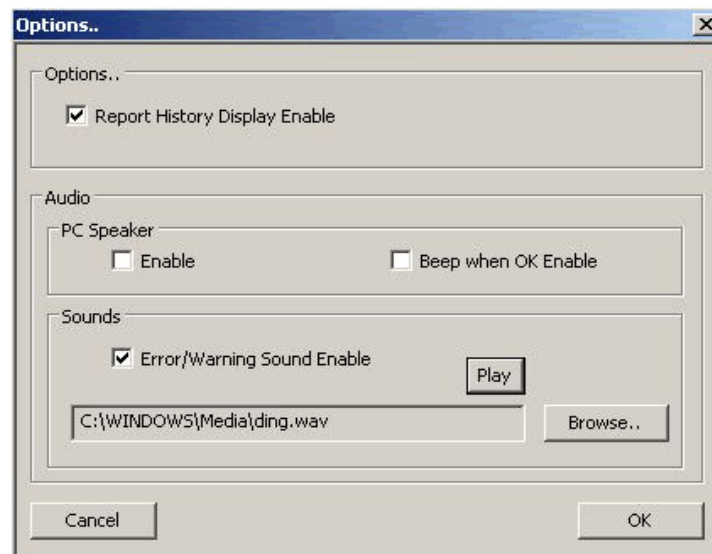 Options..
Options..
Report History Display Enable
Audio
PC Speaker
Enable
Beep when OK Enable
Sounds
Error/Warning Sound Enable
Play
C:\WINDOWS\Media\ding.wav
Browse..
Cancel
OK